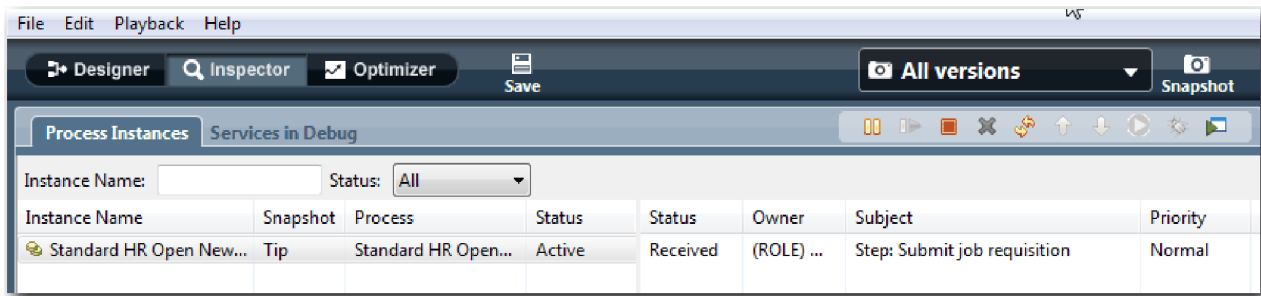 File Edit Playback Help
Designer Inspector Optimizer Save All versions Snapshot
Process Instances Services in Debug
Instance Name: Status: All
Instance Name Snapshot Process Status Status Owner Subject Priority
Standard HR Open New... Tip Standard HR Open... Active Received (ROLE) ... Step: Submit job requisition Normal